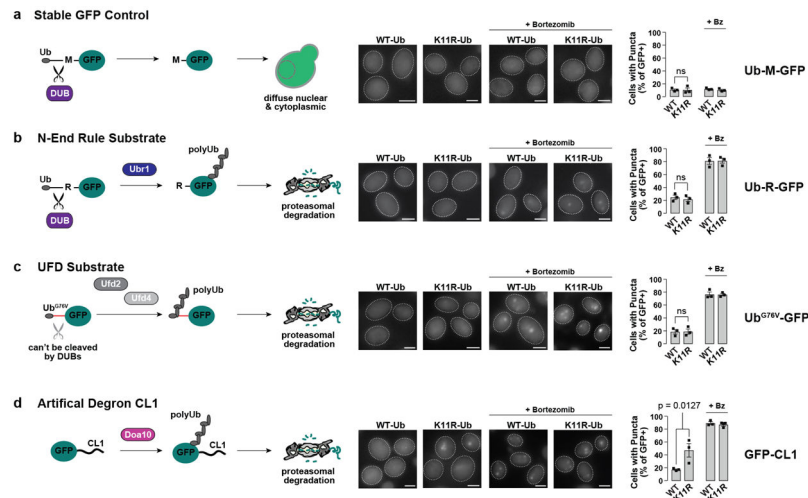 a Stable GFP Control
Ub M GFP
DUB
M GFP
diffuse nuclear
& cytoplasmic
+ Bortezomib
WT-Ub K11R-Ub WT-Ub K11R-Ub
Cells with Puncta
(% of GFP+)
100
80
60
40
20
0
ns
+ Bz
WT
K11R
WT
K11R
Ub-M-GFP
b N-End Rule Substrate
Ub R GFP
DUB
Ubr1
polyUb
R GFP
proteasomal
degradation
+ Bortezomib
WT-Ub K11R-Ub WT-Ub K11R-Ub
Cells with Puncta
(% of GFP+)
100
80
60
40
20
0
ns
+ Bz
WT
K11R
WT
K11R
Ub-R-GFP
c UFD Substrate
Ubᴳ⁷⁶ⱽ GFP
can't be cleaved
by DUBs
Ufd2
Ufd4
polyUb
GFP
proteasomal
degradation
+ Bortezomib
WT-Ub K11R-Ub WT-Ub K11R-Ub
Cells with Puncta
(% of GFP+)
100
80
60
40
20
0
ns
+ Bz
WT
K11R
WT
K11R
Ubᴳ⁷⁶ⱽ-GFP
d Artifical Degron CL1
GFP CL1
Doa10
polyUb
GFP CL1
proteasomal
degradation
+ Bortezomib
WT-Ub K11R-Ub WT-Ub K11R-Ub
Cells with Puncta
(% of GFP+)
100
80
60
40
20
0
p = 0.0127
+ Bz
WT
K11R
WT
K11R
GFP-CL1